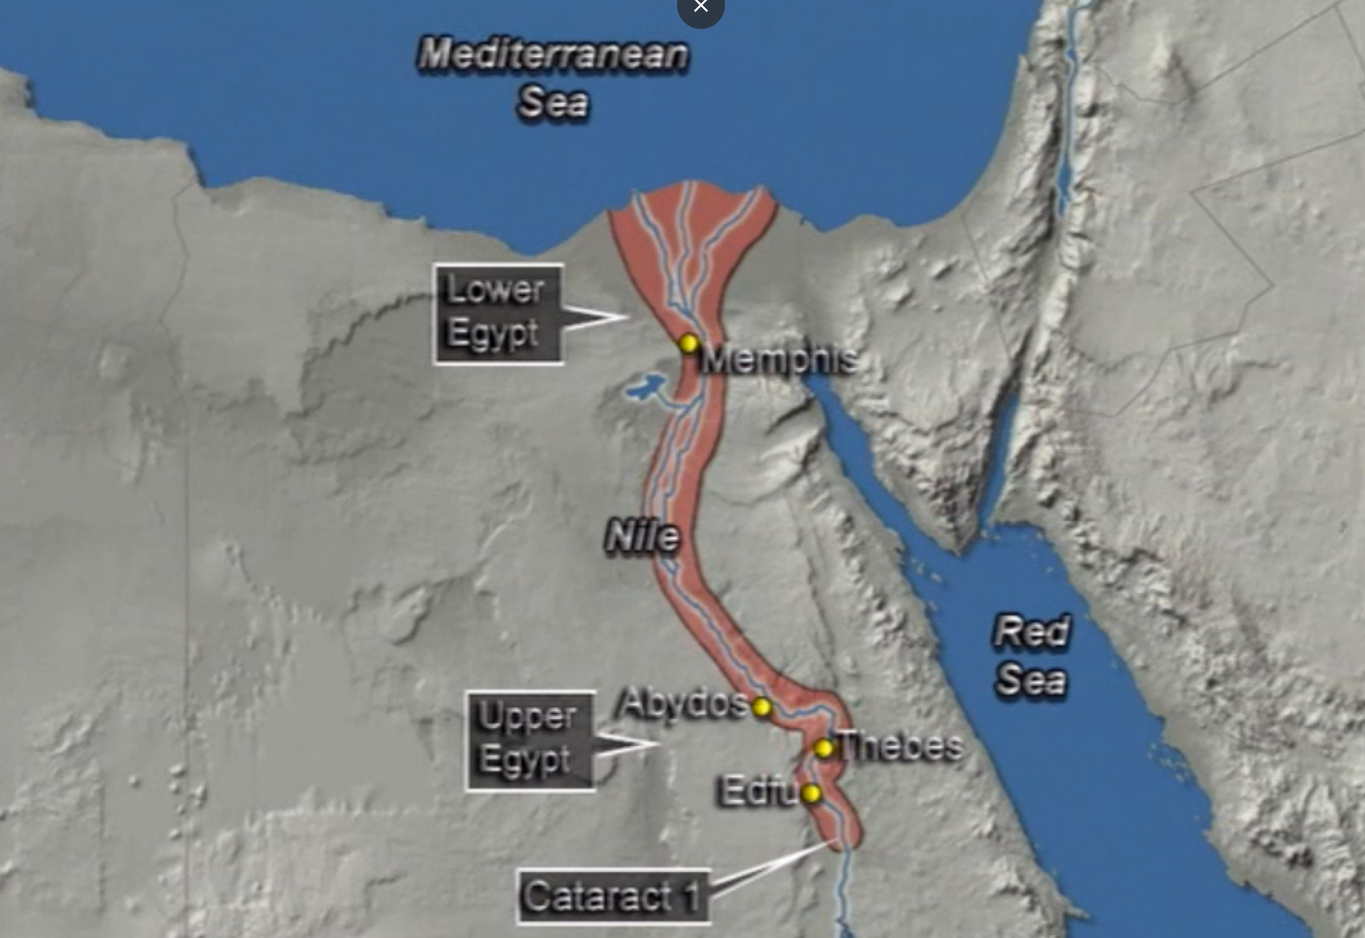 Mediterranean
Sea
Lower
Egypt
Memphis
Nile
Red
Sea
Abydos
Upper
Egypt
Thebes
Edfu
Cataract 1